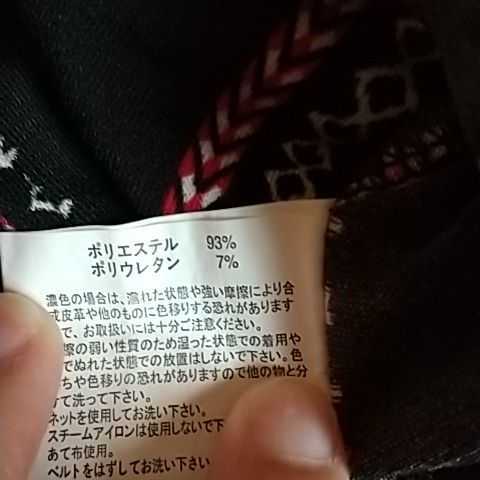 ポリエステル 93%
ポリウレタン 7%
濃色の場合は、濡れた状態や強い摩擦により合
成皮革や他のものに色移りする恐れがあります
で、お取扱いには十分ご注意ください。
擦の弱い性質のため湿った状態での着用や
でぬれた状態での放置はしないで下さい。色
ちや色移りの恐れがありますので他の物と分
けて洗って下さい。
ネットを使用してお洗い下さい。
スチームアイロンは使用しないで下
あて布使用。
ベルトをはずしてお洗い下さい